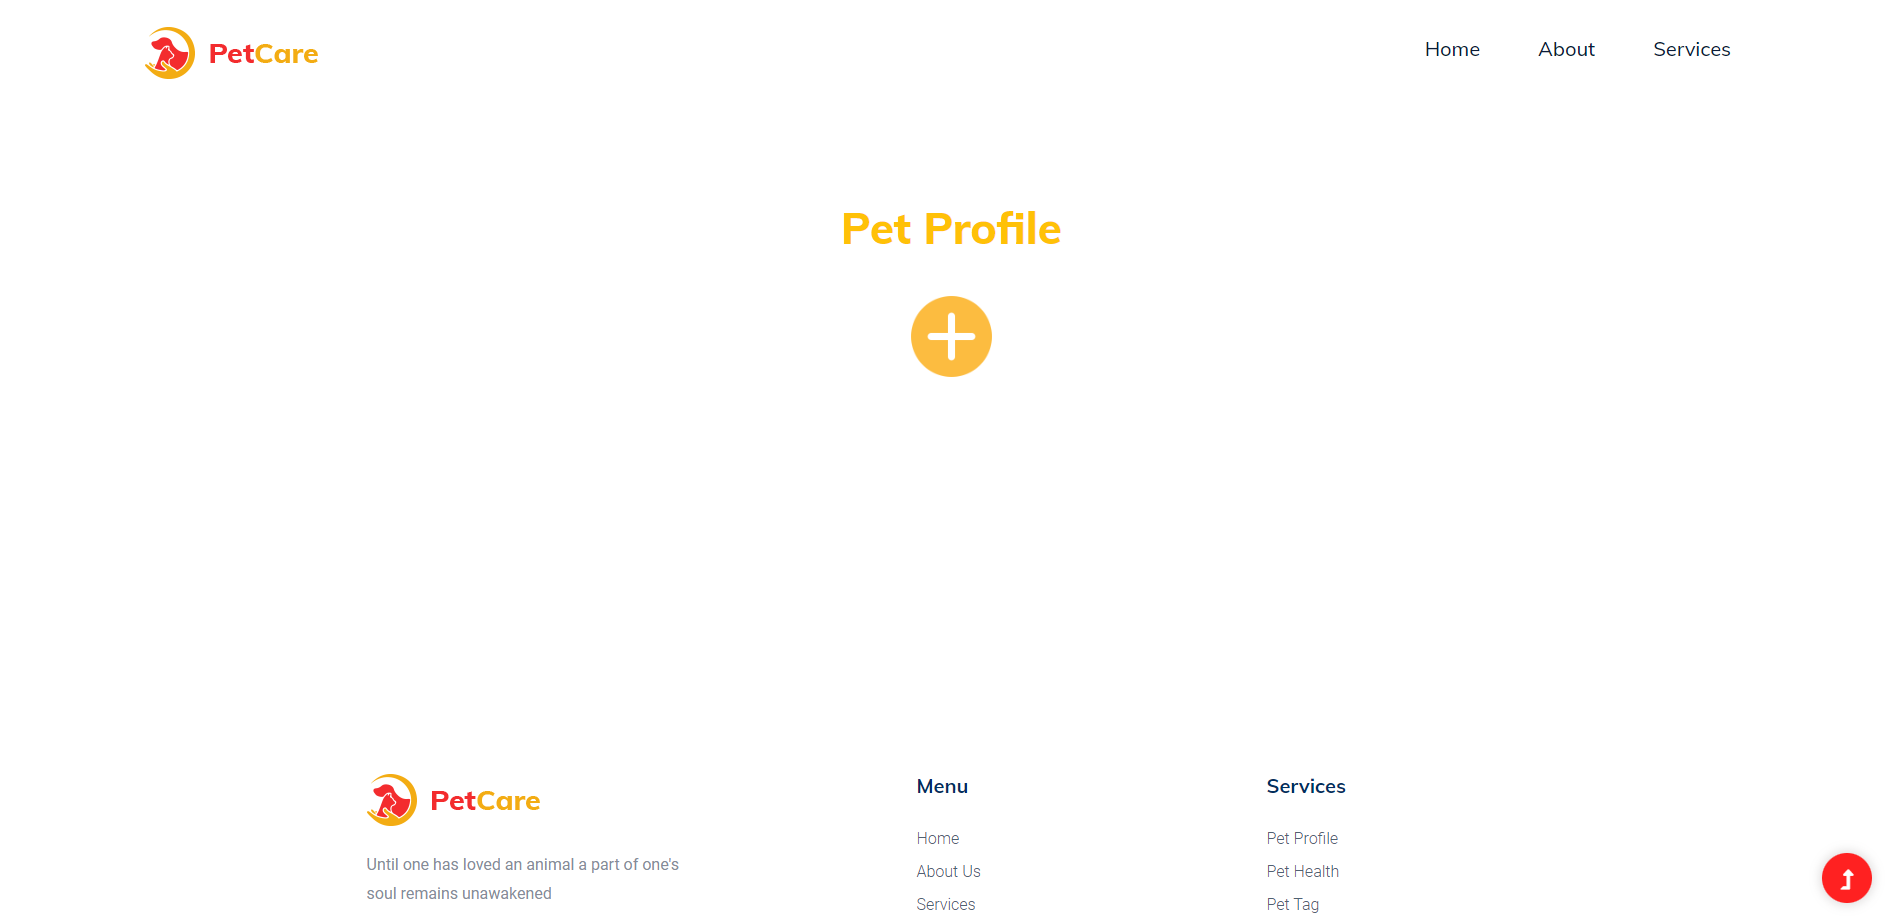 PetCare
Home About Services
Pet Profile
PetCare
Until one has loved an animal a part of one's
soul remains unawakened
Menu
Home
About Us
Services
Services
Pet Profile
Pet Health
Pet Tag